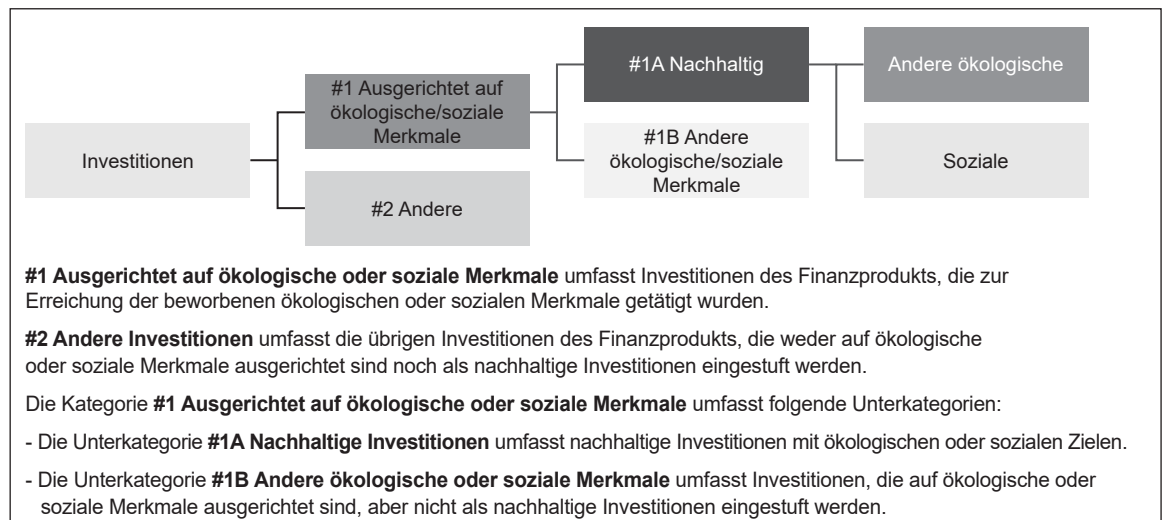 #1A Nachhaltig
Andere ökologische
#1 Ausgerichtet auf
ökologische/soziale
Merkmale
Investitionen
#1B Andere
ökologische/soziale
Merkmale
Soziale
#2 Andere
#1 Ausgerichtet auf ökologische oder soziale Merkmale umfasst Investitionen des Finanzprodukts, die zur
Erreichung der beworbenen ökologischen oder sozialen Merkmale getätigt wurden.
#2 Andere Investitionen umfasst die übrigen Investitionen des Finanzprodukts, die weder auf ökologische
oder soziale Merkmale ausgerichtet sind noch als nachhaltige Investitionen eingestuft werden.
Die Kategorie #1 Ausgerichtet auf ökologische oder soziale Merkmale umfasst folgende Unterkategorien:
- Die Unterkategorie #1A Nachhaltige Investitionen umfasst nachhaltige Investitionen mit ökologischen oder sozialen Zielen.
- Die Unterkategorie #1B Andere ökologische oder soziale Merkmale umfasst Investitionen, die auf ökologische oder
soziale Merkmale ausgerichtet sind, aber nicht als nachhaltige Investitionen eingestuft werden.